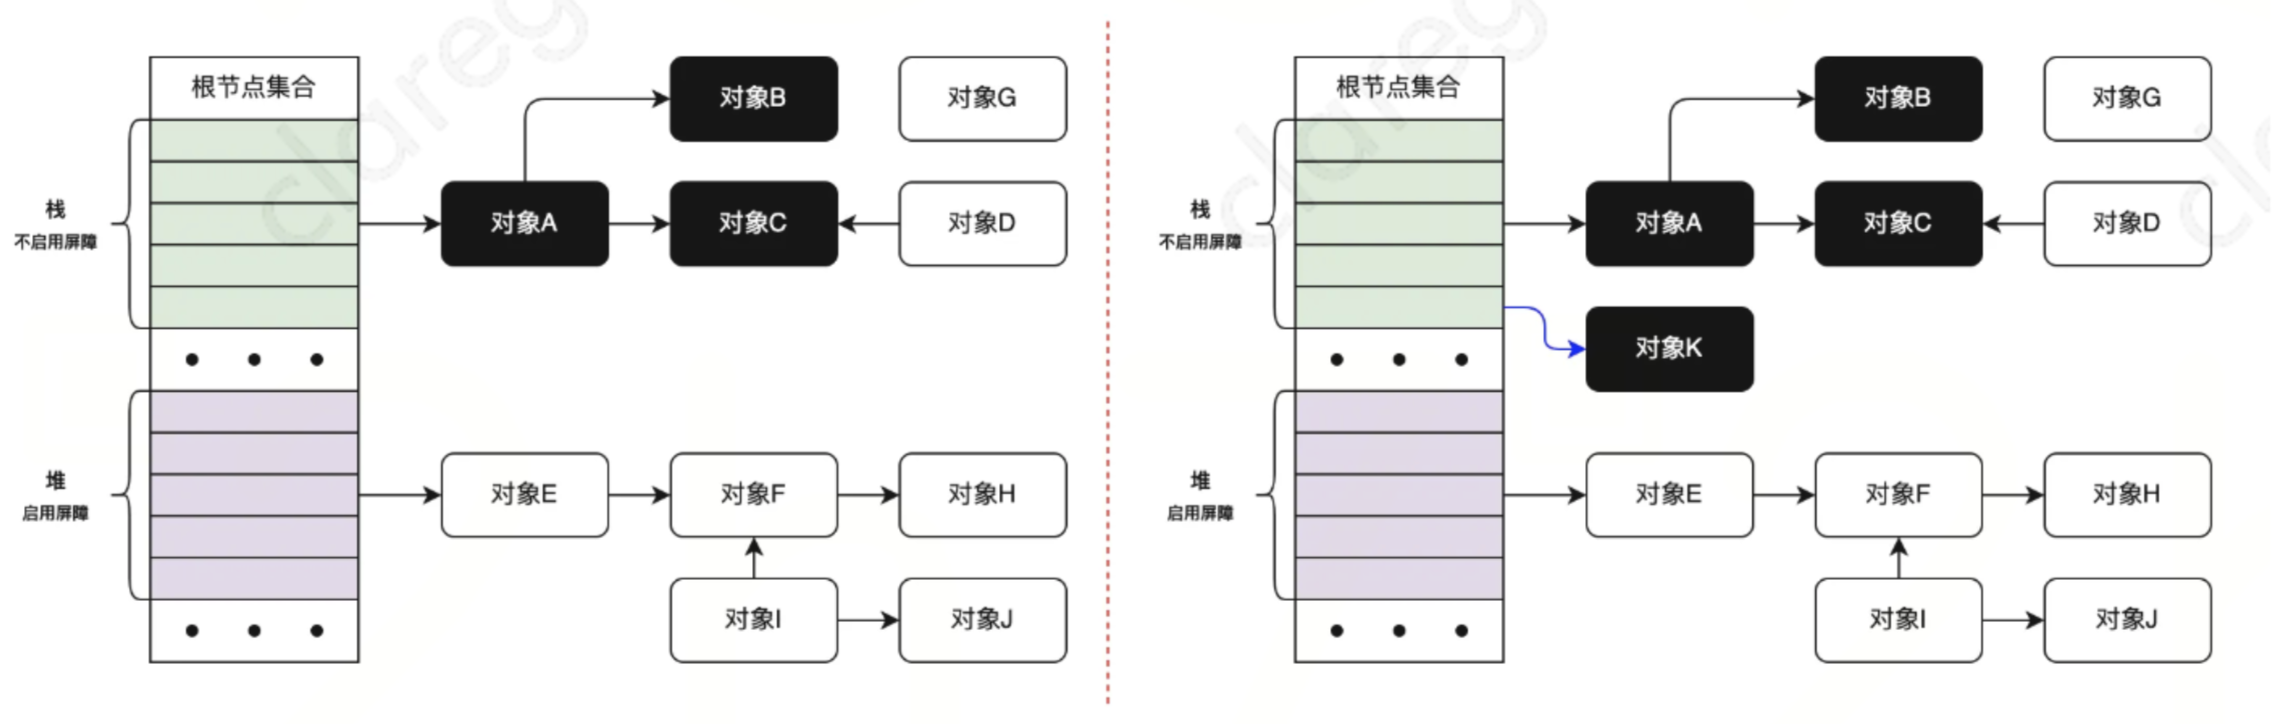 根节点集合
栈
不启用屏障
堆
启用屏障
对象B
对象G
对象A
对象C
对象D
对象E
对象F
对象H
对象I
对象J
根节点集合
栈
不启用屏障
堆
启用屏障
对象B
对象G
对象A
对象C
对象D
对象K
对象E
对象F
对象H
对象I
对象J
clareg
clareg